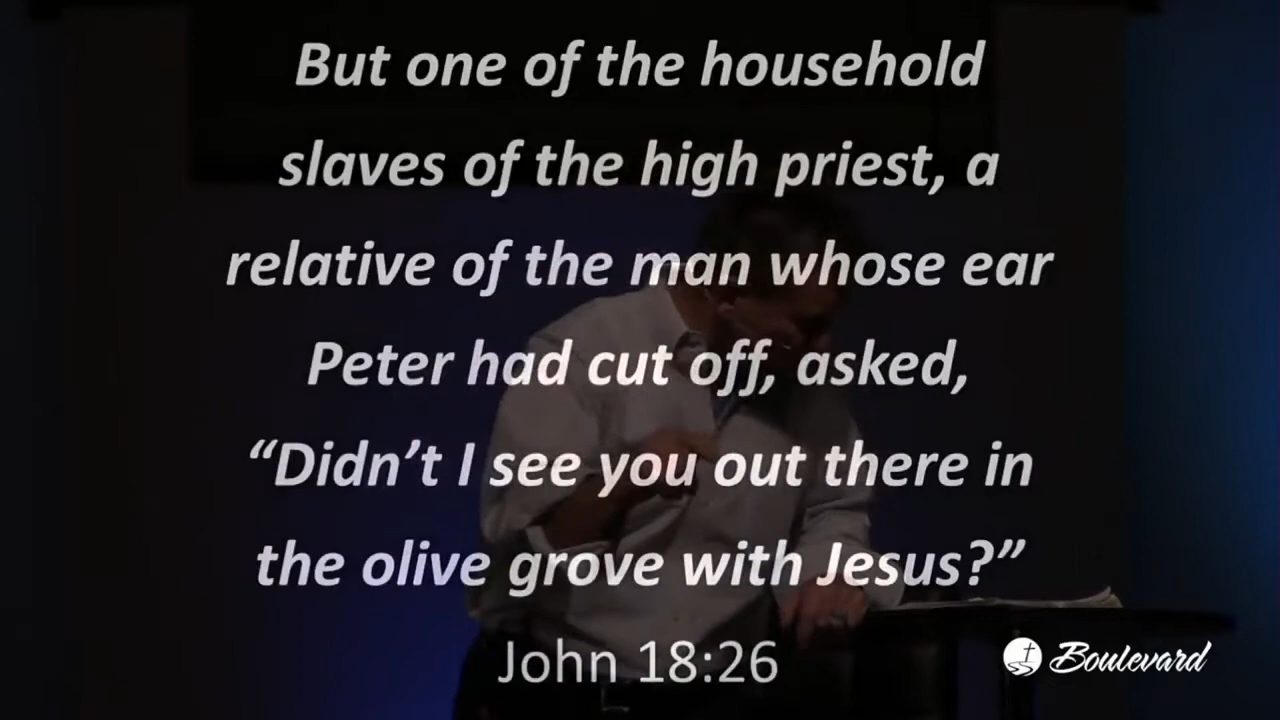 But one of the household
slaves of the high priest, a
relative of the man whose ear
Peter had cut off, asked,
“Didn’t I see you out there in
the olive grove with Jesus?”
John 18:26
Boulevard